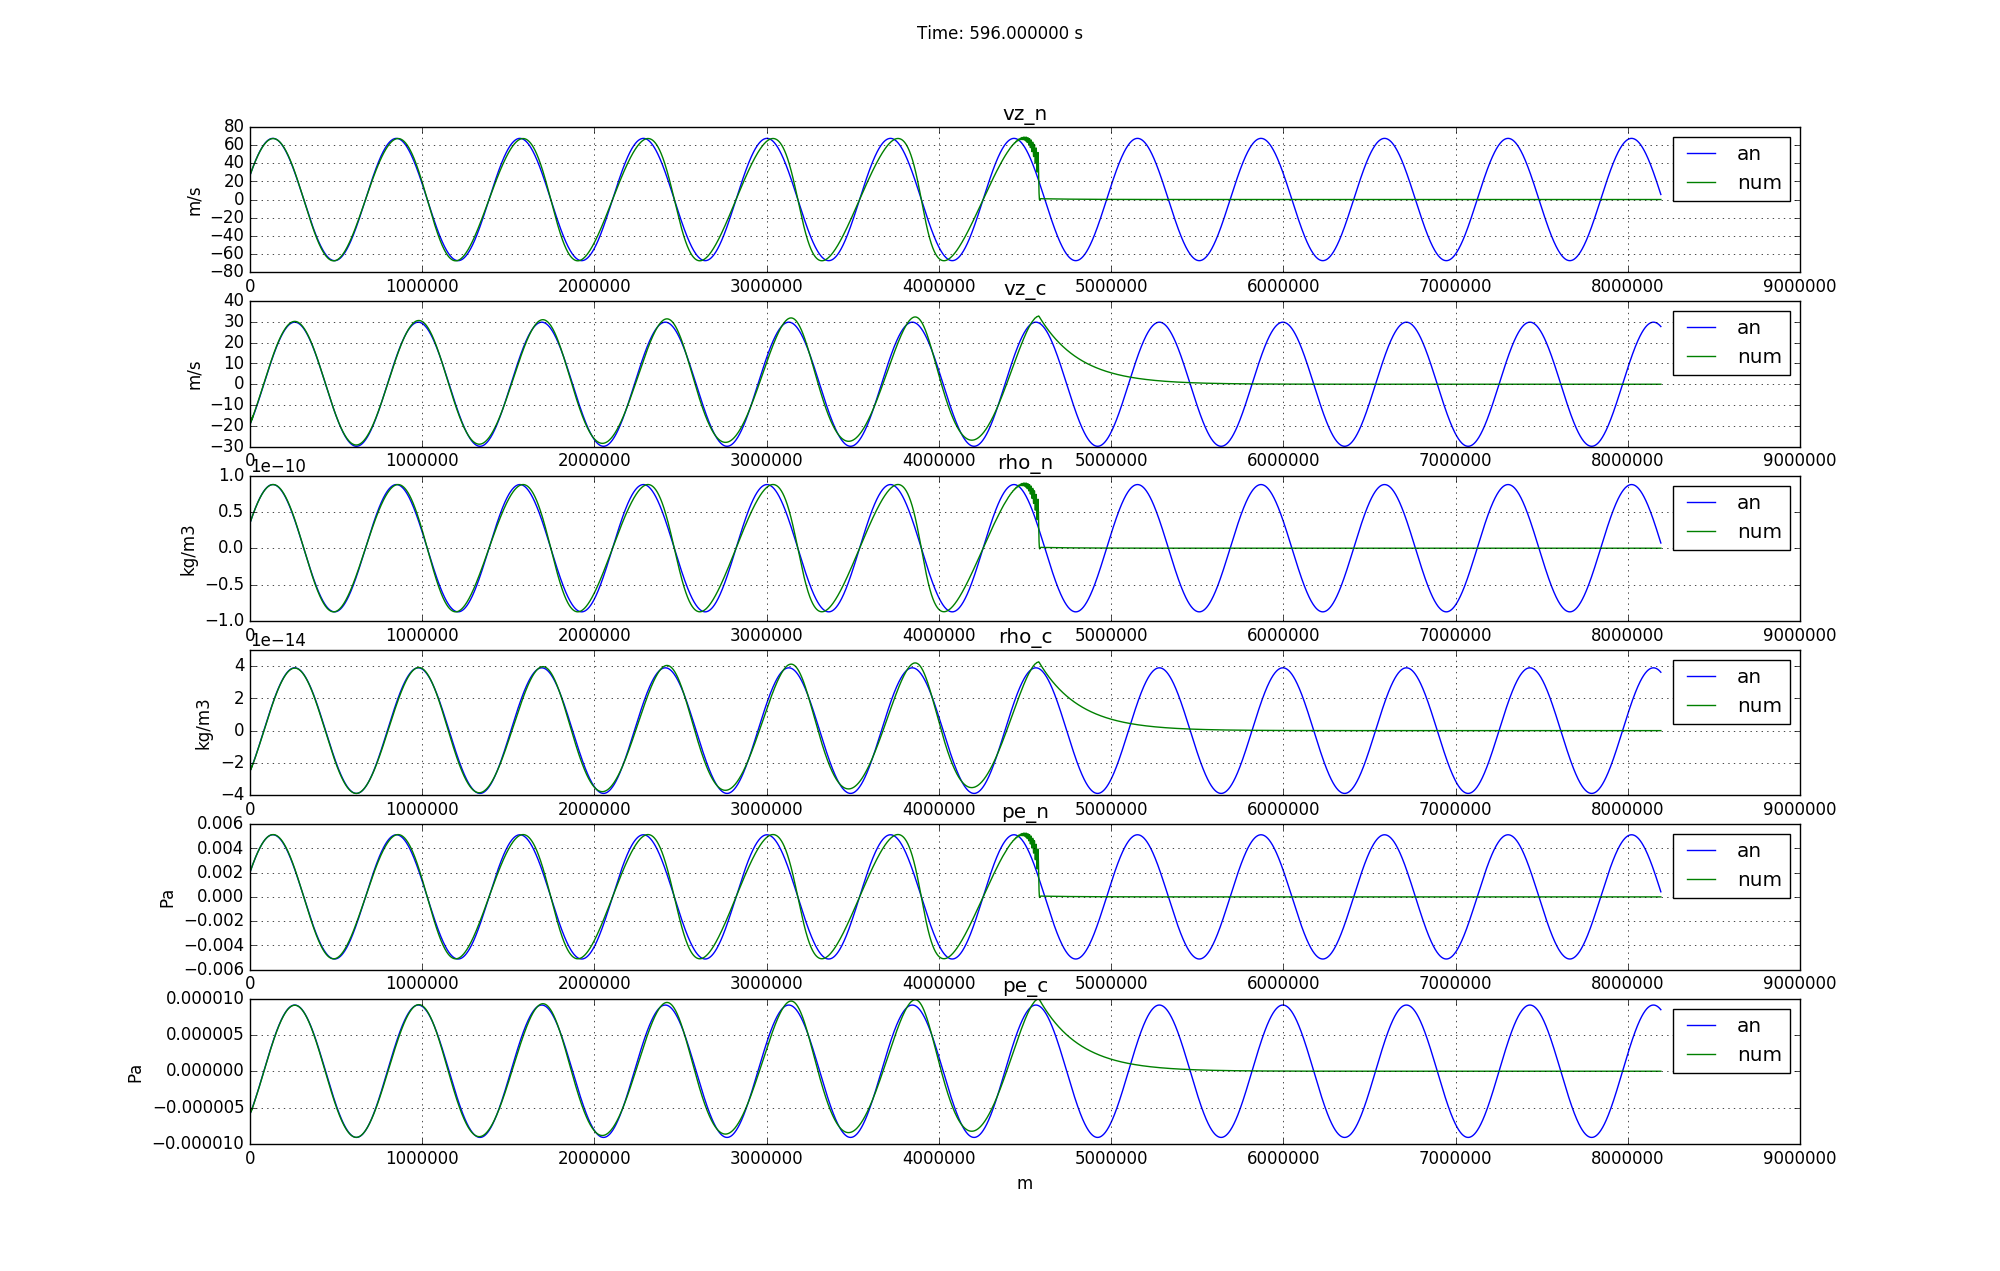 Time: 596.000000 s
vz_n
80
60
40
20
0
−20
−40
−60
−80
m/s
an
num
0 1000000 2000000 3000000 4000000 5000000 6000000 7000000 8000000 9000000
vz_c
40
30
20
10
0
−10
−20
−30
m/s
an
num
0 1000000 2000000 3000000 4000000 5000000 6000000 7000000 8000000 9000000
1e−10
rho_n
1.0
0.5
0.0
−0.5
−1.0
kg/m3
an
num
0 1000000 2000000 3000000 4000000 5000000 6000000 7000000 8000000 9000000
1e−14
rho_c
4
2
0
−2
−4
kg/m3
an
num
0 1000000 2000000 3000000 4000000 5000000 6000000 7000000 8000000 9000000
pe_n
0.006
0.004
0.002
0.000
−0.002
−0.004
−0.006
Pa
an
num
0 1000000 2000000 3000000 4000000 5000000 6000000 7000000 8000000 9000000
pe_c
0.000010
0.000005
0.000000
−0.000005
−0.000010
Pa
an
num
0 1000000 2000000 3000000 4000000 5000000 6000000 7000000 8000000 9000000
m